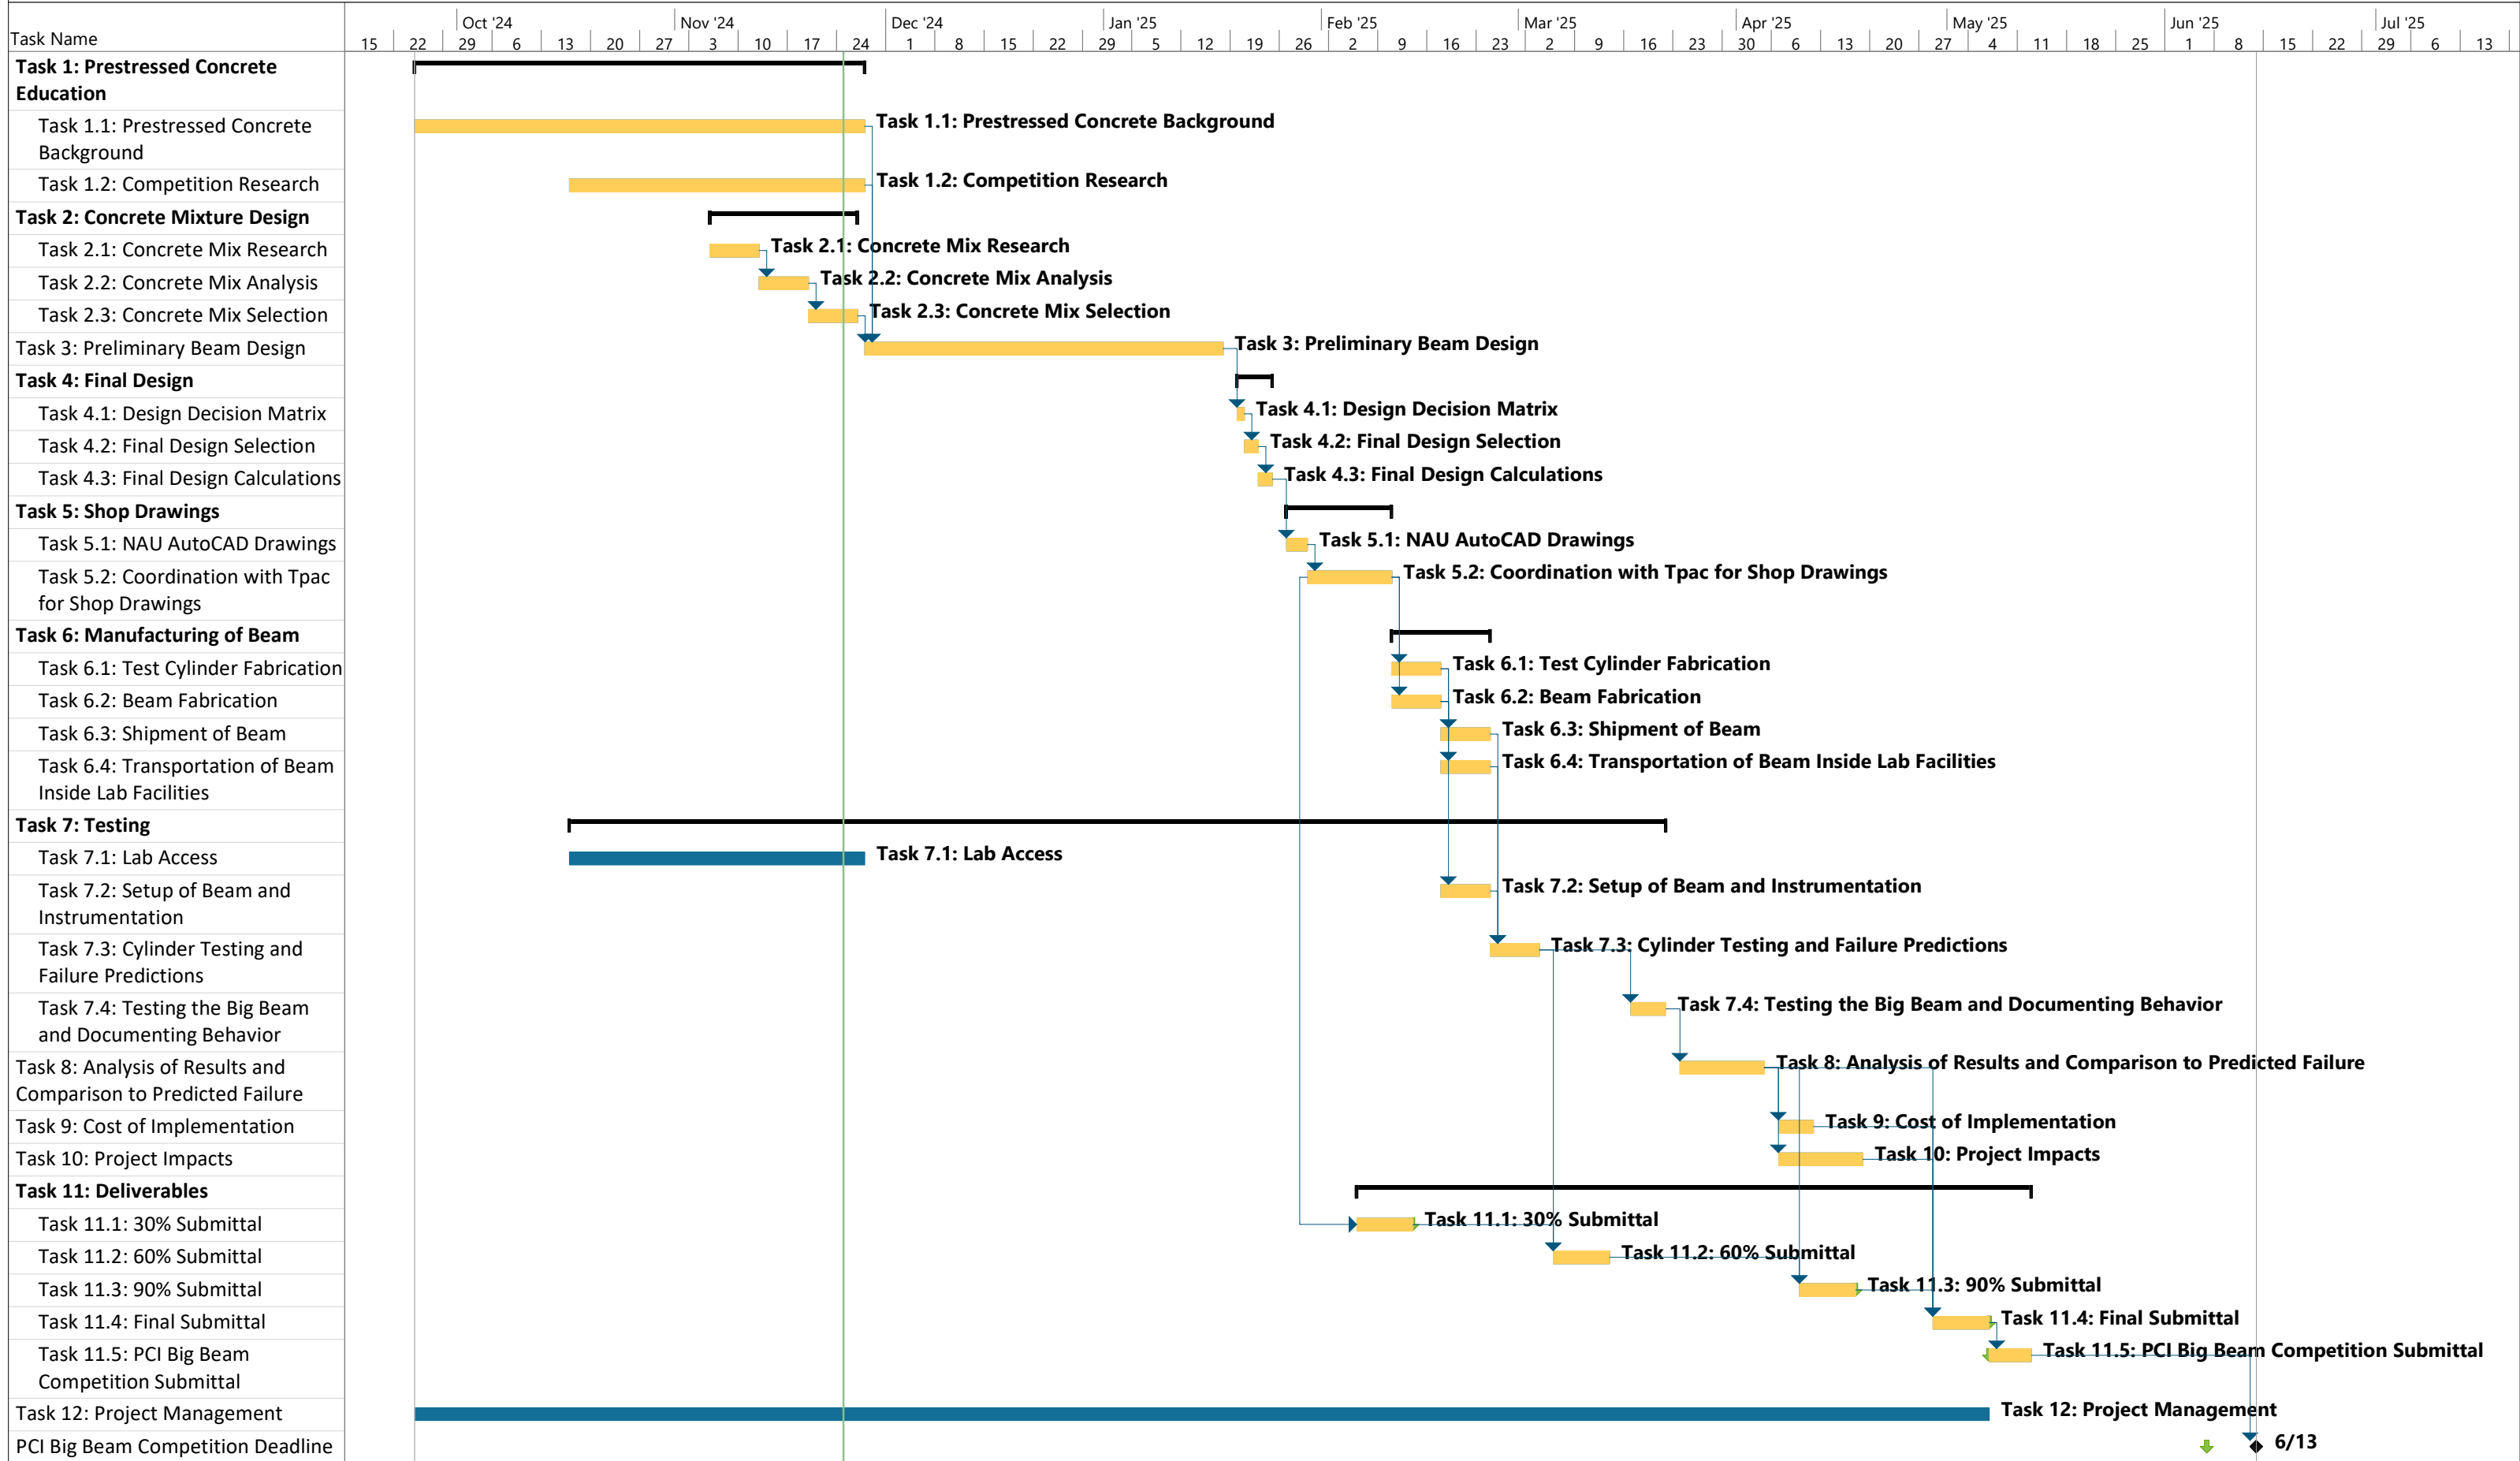 Oct '24 Nov '24 Dec '24 Jan '25 Feb '25 Mar '25 Apr '25 May '25 Jun '25 Jul '25
Task Name 15 22 29 6 13 20 27 3 10 17 24 1 8 15 22 29 5 12 19 26 2 9 16 23 2 9 16 23 30 6 13 20 27 4 11 18 25 1 8 15 22 29 6 13
Task 1: Prestressed Concrete
Education
Task 1.1: Prestressed Concrete
Background
Task 1.1: Prestressed Concrete Background
Task 1.2: Competition Research Task 1.2: Competition Research
Task 2: Concrete Mixture Design
Task 2.1: Concrete Mix Research Task 2.1: Concrete Mix Research
Task 2.2: Concrete Mix Analysis Task 2.2: Concrete Mix Analysis
Task 2.3: Concrete Mix Selection Task 2.3: Concrete Mix Selection
Task 3: Preliminary Beam Design Task 3: Preliminary Beam Design
Task 4: Final Design
Task 4.1: Design Decision Matrix Task 4.1: Design Decision Matrix
Task 4.2: Final Design Selection Task 4.2: Final Design Selection
Task 4.3: Final Design Calculations Task 4.3: Final Design Calculations
Task 5: Shop Drawings
Task 5.1: NAU AutoCAD Drawings Task 5.1: NAU AutoCAD Drawings
Task 5.2: Coordination with Tpac
for Shop Drawings
Task 5.2: Coordination with Tpac for Shop Drawings
Task 6: Manufacturing of Beam
Task 6.1: Test Cylinder Fabrication Task 6.1: Test Cylinder Fabrication
Task 6.2: Beam Fabrication Task 6.2: Beam Fabrication
Task 6.3: Shipment of Beam Task 6.3: Shipment of Beam
Task 6.4: Transportation of Beam
Inside Lab Facilities
Task 6.4: Transportation of Beam Inside Lab Facilities
Task 7: Testing
Task 7.1: Lab Access Task 7.1: Lab Access
Task 7.2: Setup of Beam and
Instrumentation
Task 7.2: Setup of Beam and Instrumentation
Task 7.3: Cylinder Testing and
Failure Predictions
Task 7.3: Cylinder Testing and Failure Predictions
Task 7.4: Testing the Big Beam
and Documenting Behavior
Task 7.4: Testing the Big Beam and Documenting Behavior
Task 8: Analysis of Results and
Comparison to Predicted Failure
Task 8: Analysis of Results and Comparison to Predicted Failure
Task 9: Cost of Implementation Task 9: Cost of Implementation
Task 10: Project Impacts Task 10: Project Impacts
Task 11: Deliverables
Task 11.1: 30% Submittal Task 11.1: 30% Submittal
Task 11.2: 60% Submittal Task 11.2: 60% Submittal
Task 11.3: 90% Submittal Task 11.3: 90% Submittal
Task 11.4: Final Submittal Task 11.4: Final Submittal
Task 11.5: PCI Big Beam
Competition Submittal
Task 11.5: PCI Big Beam Competition Submittal
Task 12: Project Management Task 12: Project Management
PCI Big Beam Competition Deadline 6/13